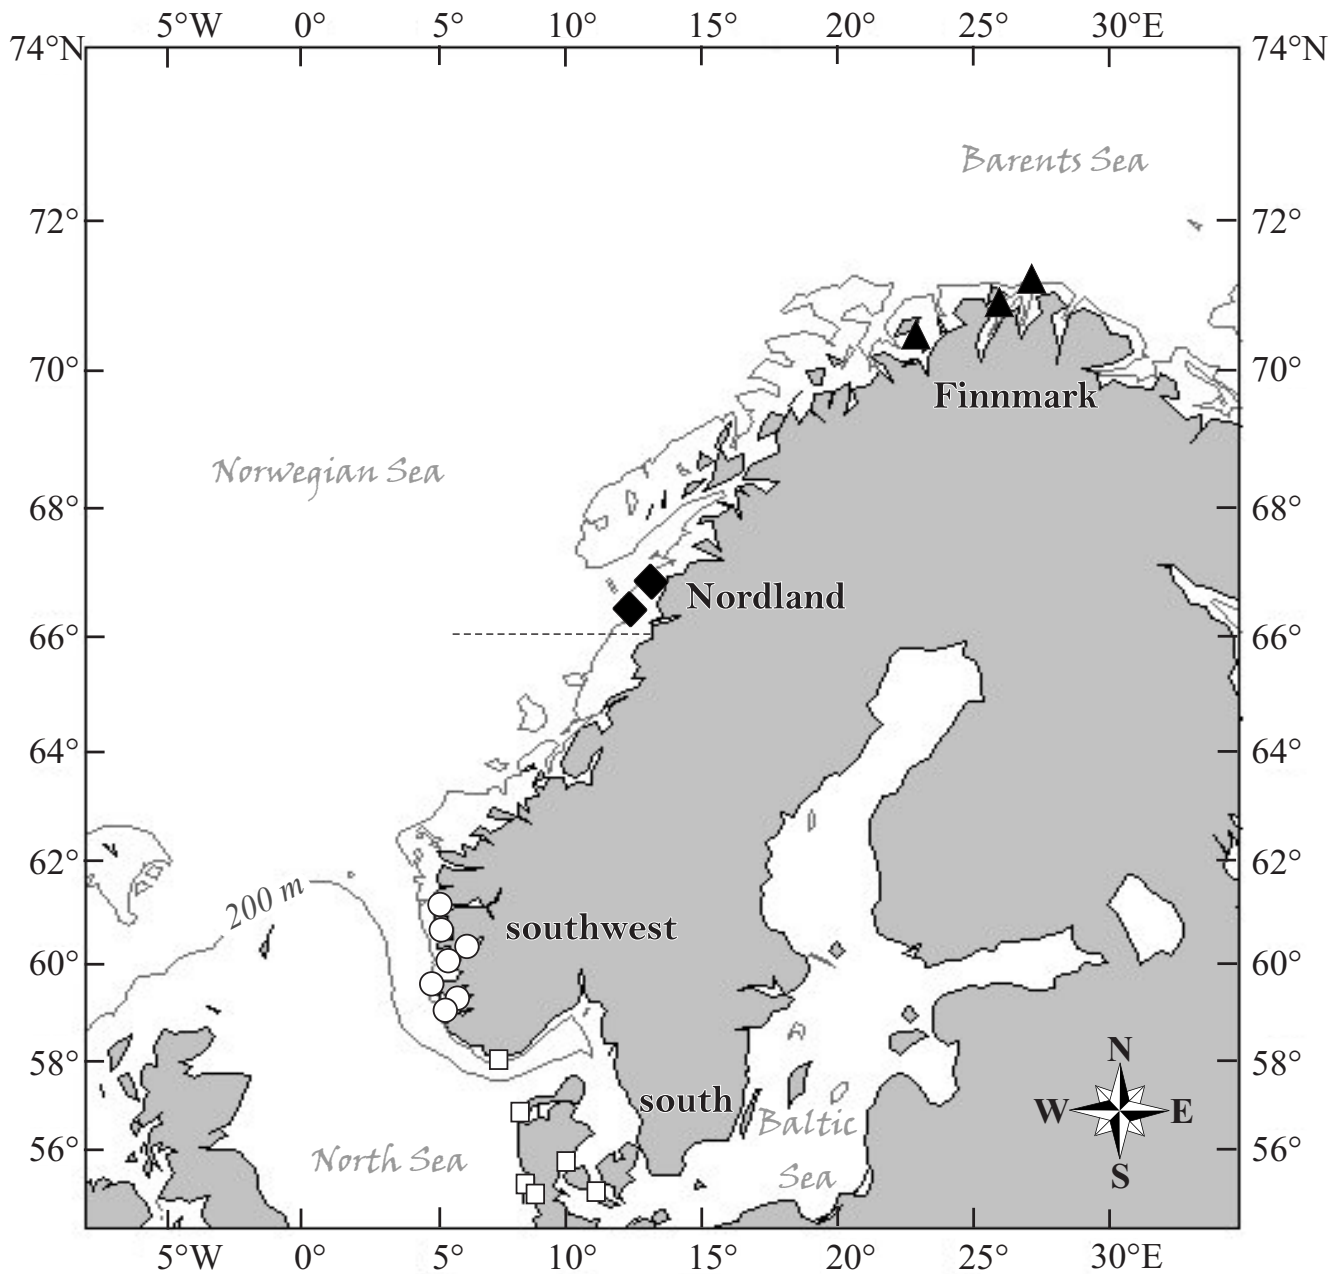 5°W 0° 5° 10° 15° 20° 25° 30°E
74°N 74°N
Barents Sea
72° 72°
70° 70°
Finnmark
Norwegian Sea
68° 68°
Nordland
66° 66°
64° 64°
62° 62°
200 m
southwest
60° 60°
N
58° 58°
south
W E
Baltic
Sea
56° 56°
North Sea
S
5°W 0° 5° 10° 15° 20° 25° 30°E